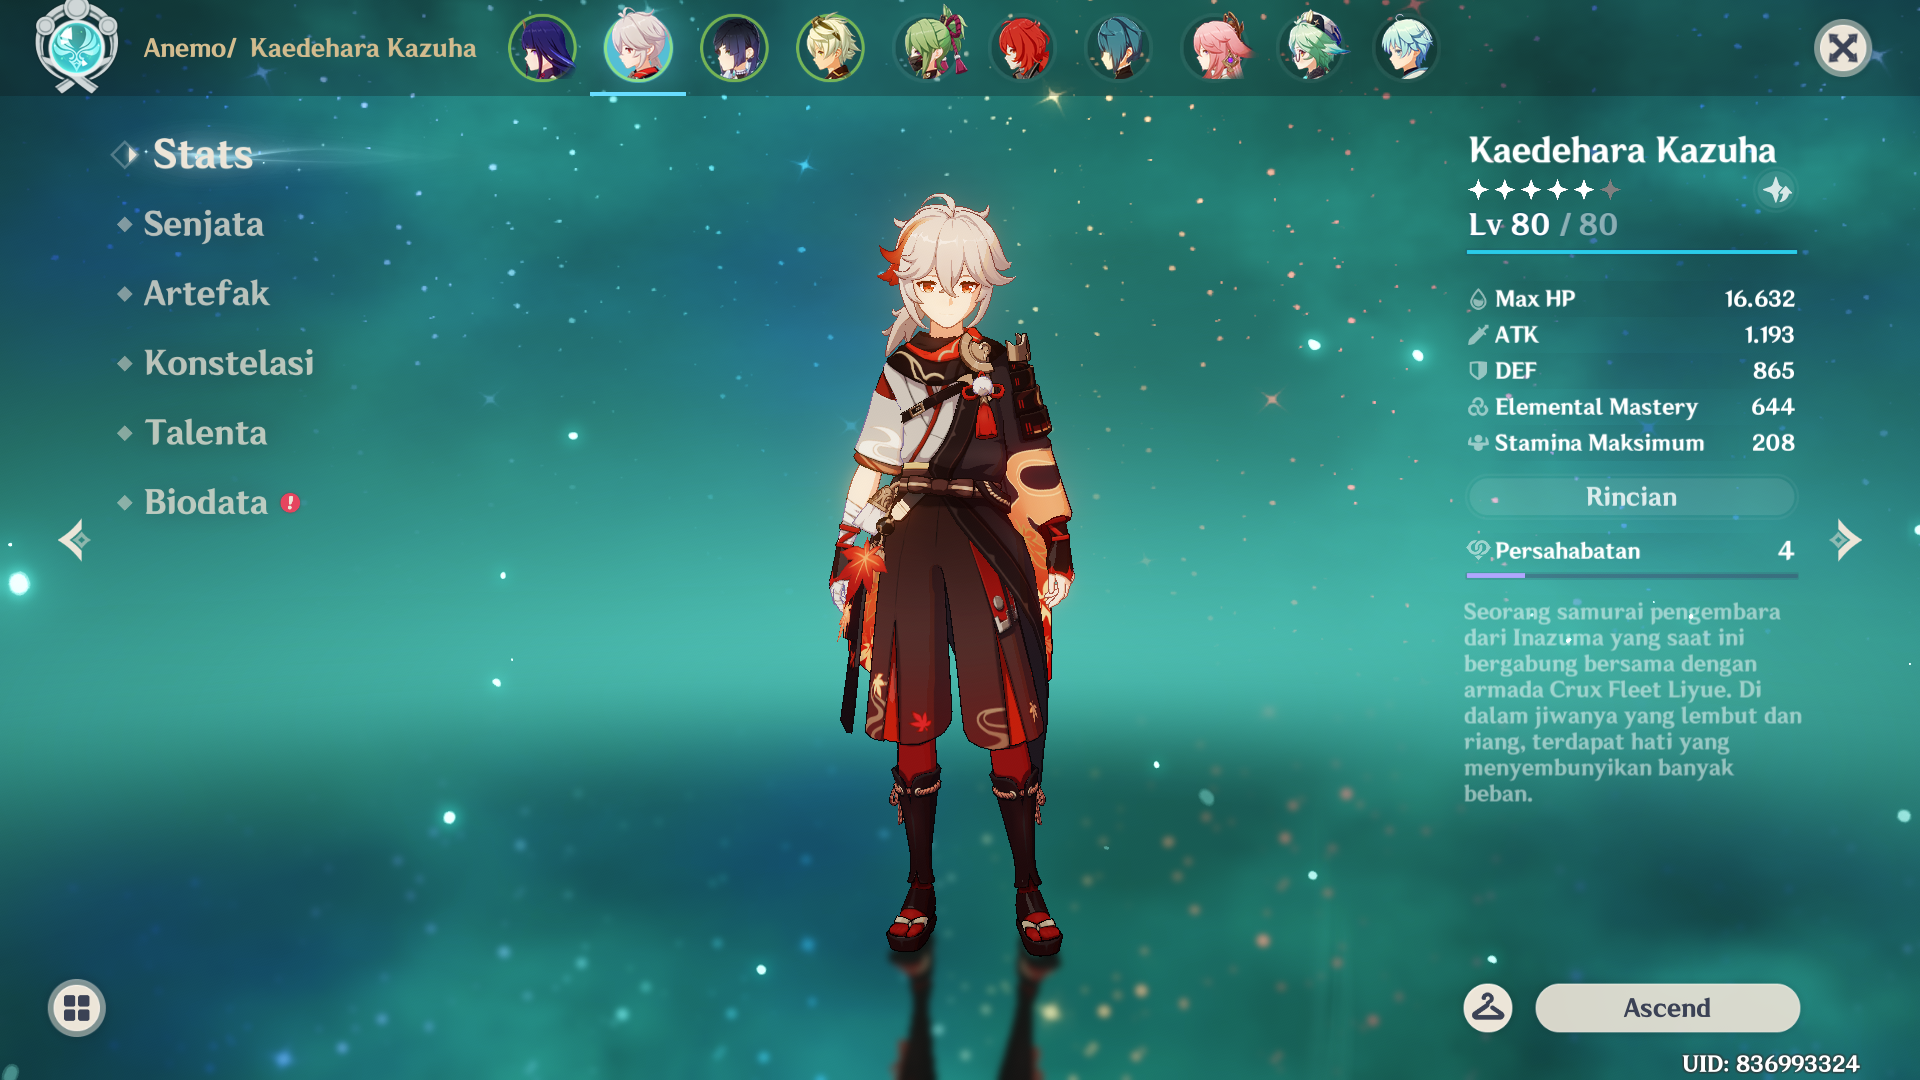 Anemo/ Kaedehara Kazuha
Stats
Senjata
Artefak
Konstelasi
Talenta
Biodata
Kaedehara Kazuha
Lv 80 / 80
Max HP 16.632
ATK 1.193
DEF 865
Elemental Mastery 644
Stamina Maksimum 208
Rincian
Persahabatan 4
Seorang samurai pengembara
dari Inazuma yang saat ini
bergabung bersama dengan
armada Crux Fleet Liyue. Di
dalam jiwanya yang lembut dan
riang, terdapat hati yang
menyembunyikan banyak
beban.
Ascend
UID: 836993324